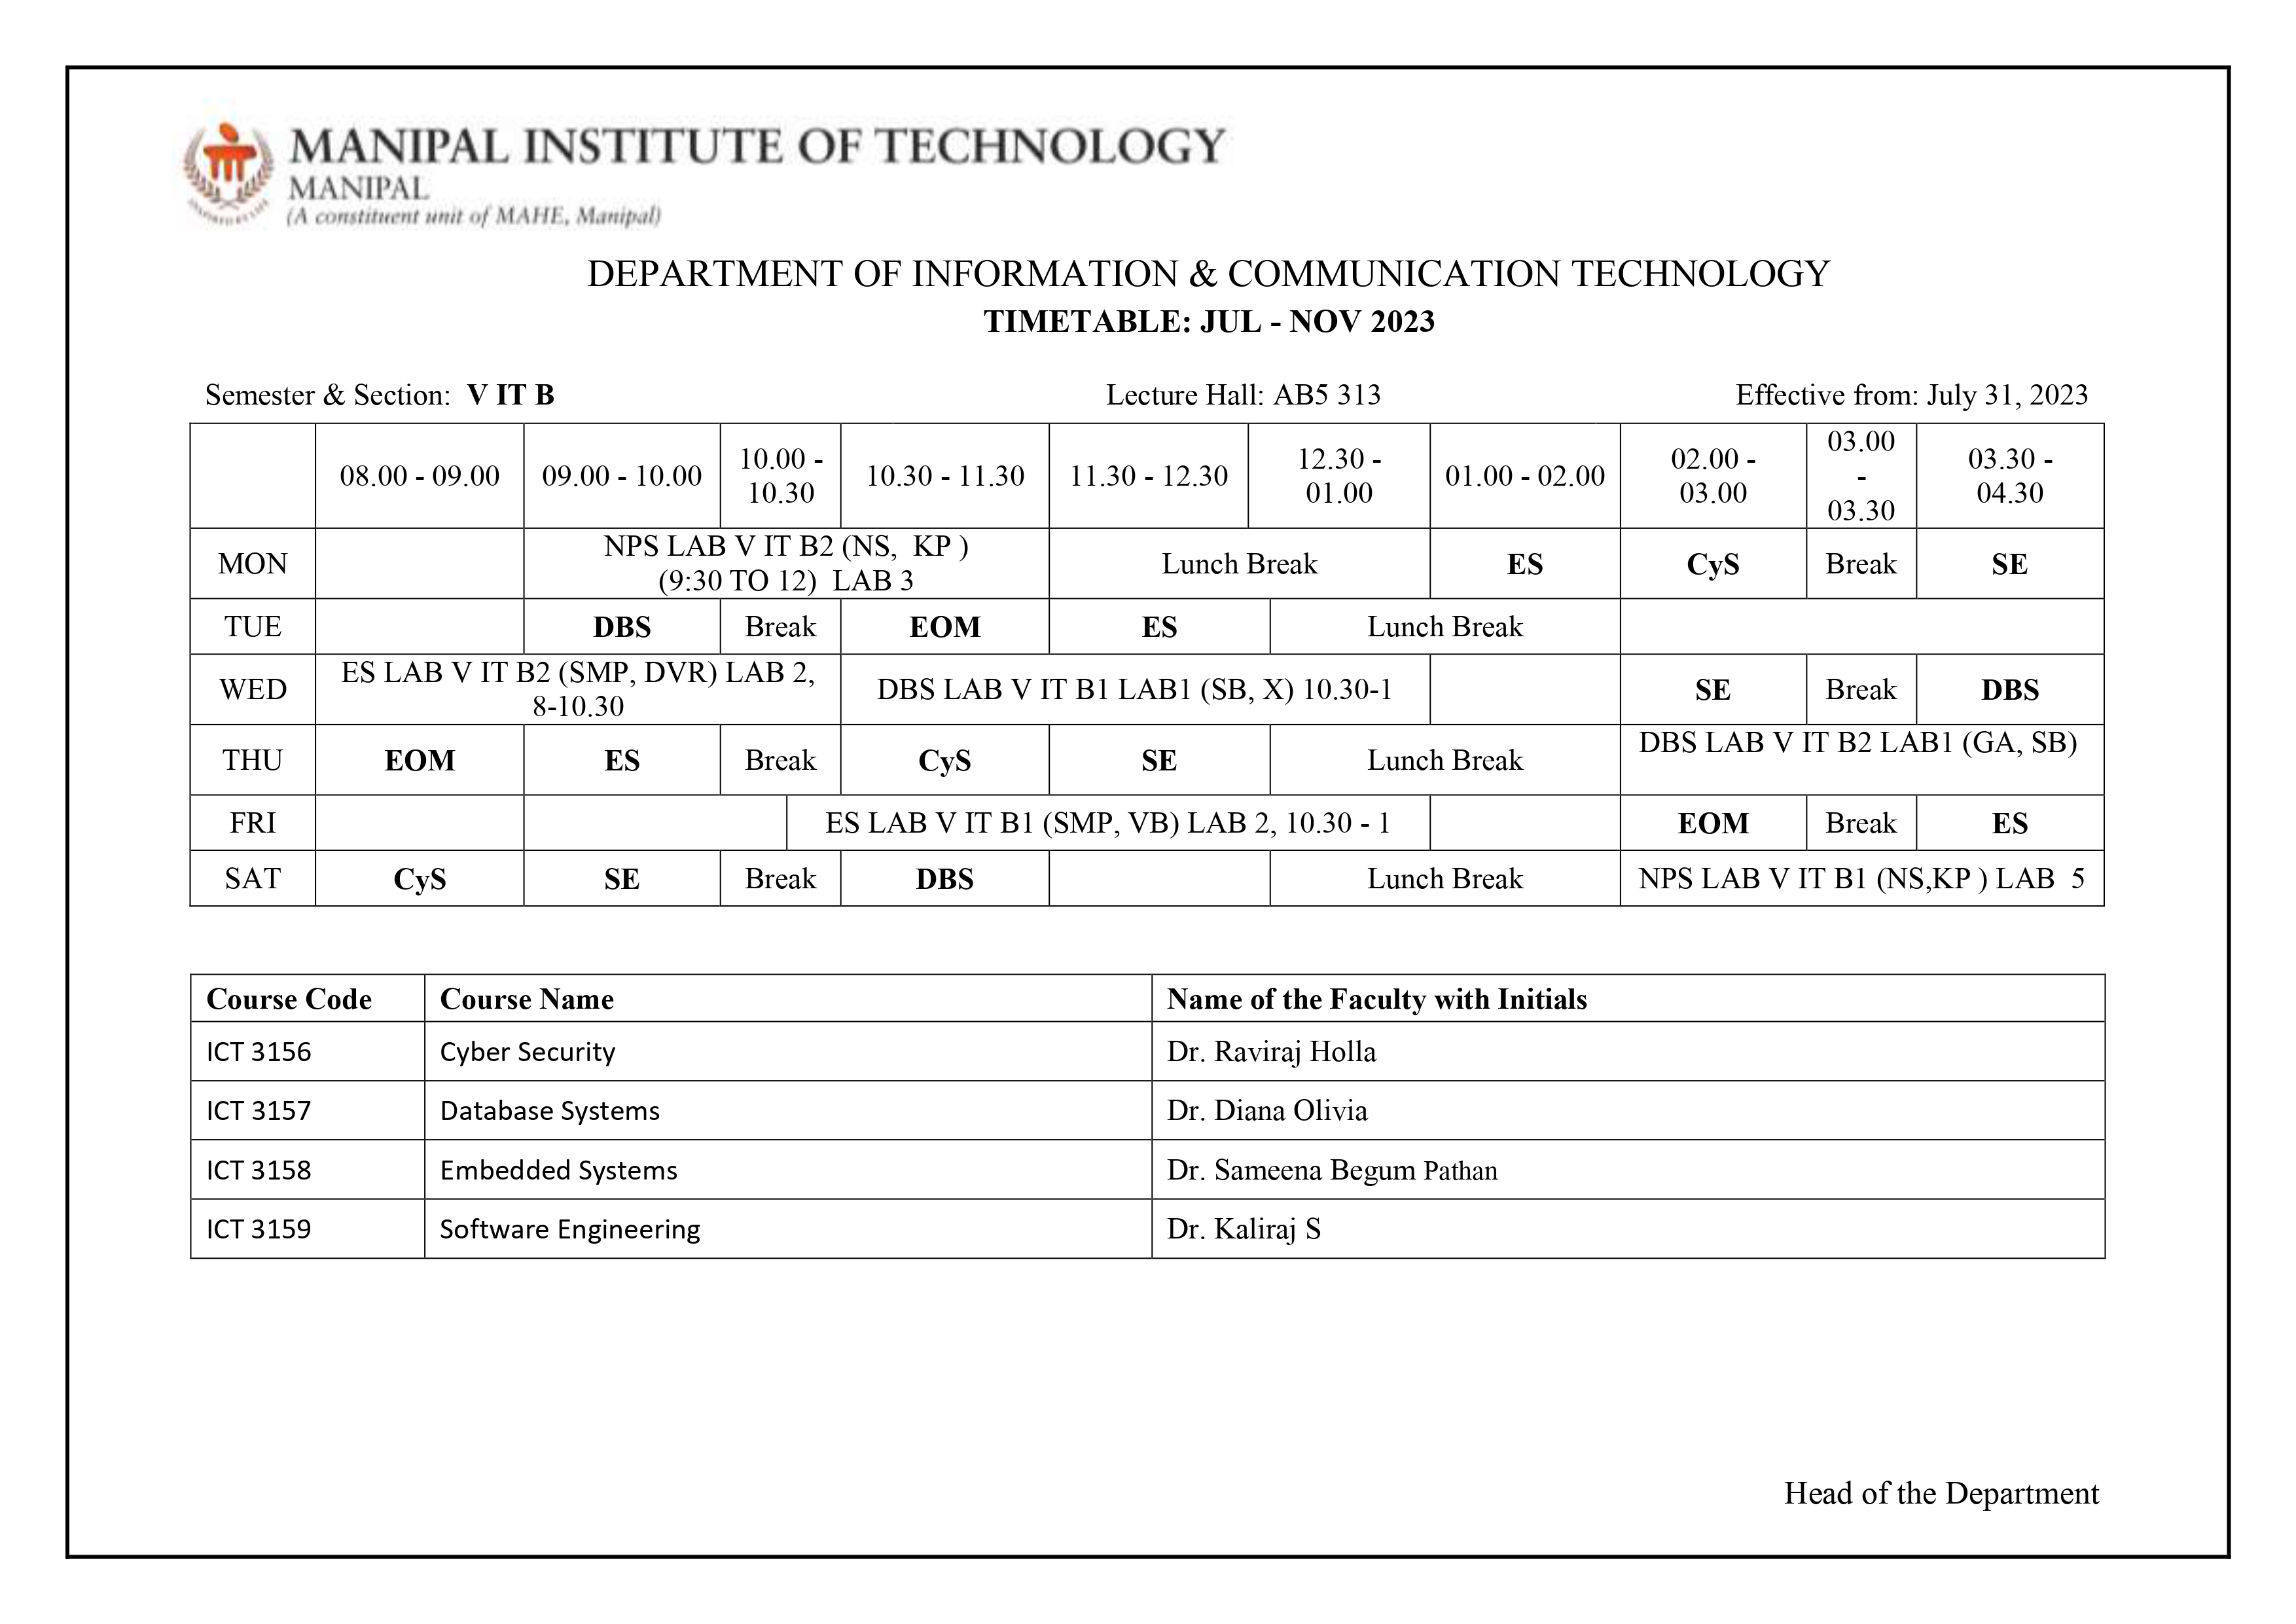 MANIPAL INSTITUTE OF TECHNOLOGY
MANIPAL
(A constituent unit of MAHE, Manipal)
DEPARTMENT OF INFORMATION & COMMUNICATION TECHNOLOGY
TIMETABLE: JUL - NOV 2023
Semester & Section: V IT B Lecture Hall: AB5 313 Effective from: July 31, 2023
08.00 - 09.00 09.00 - 10.00 10.00 - 10.30 10.30 - 11.30 11.30 - 12.30 12.30 - 01.00 01.00 - 02.00 02.00 - 03.00 03.00 - 03.30 03.30 - 04.30
MON NPS LAB V IT B2 (NS, KP ) (9:30 TO 12) LAB 3 Lunch Break ES CyS Break SE
TUE DBS Break EOM ES Lunch Break
WED ES LAB V IT B2 (SMP, DVR) LAB 2, 8-10.30 DBS LAB V IT B1 LAB1 (SB, X) 10.30-1 SE Break DBS
THU EOM ES Break CyS SE Lunch Break DBS LAB V IT B2 LAB1 (GA, SB)
FRI ES LAB V IT B1 (SMP, VB) LAB 2, 10.30 - 1 EOM Break ES
SAT CyS SE Break DBS Lunch Break NPS LAB V IT B1 (NS,KP ) LAB 5
Course Code Course Name Name of the Faculty with Initials
ICT 3156 Cyber Security Dr. Raviraj Holla
ICT 3157 Database Systems Dr. Diana Olivia
ICT 3158 Embedded Systems Dr. Sameena Begum Pathan
ICT 3159 Software Engineering Dr. Kaliraj S
Head of the Department